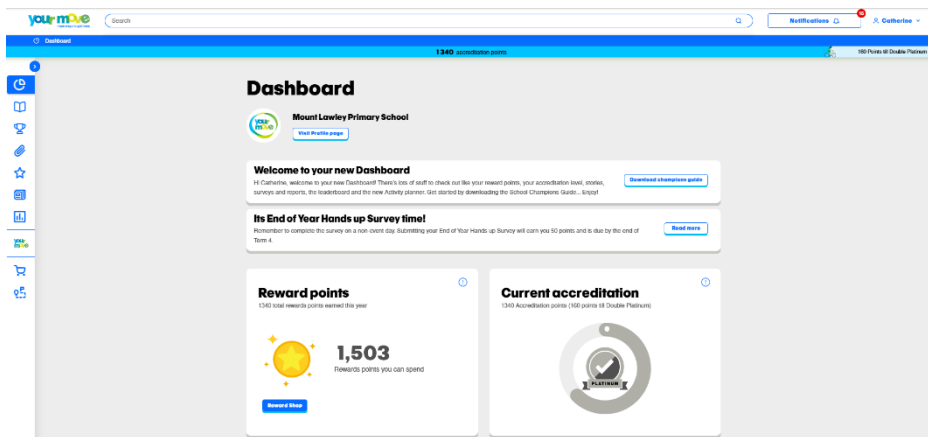 your move
Search
Notifications
Catherine
Dashboard
1340 accreditation points
160 Points till Double Platinum
Dashboard
your move
Mount Lawley Primary School
Visit Profile page
Welcome to your new Dashboard
Hi Catherine, welcome to your new Dashboard! There's lots of stuff to check out like your reward points, your accreditation level, stories,
surveys and reports, the leaderboard and the new Activity planner. Get started by downloading the School Champions Guide... Enjoy!
Download champions guide
Its End of Year Hands up Survey time!
Remember to complete the survey on a non-event day. Submitting your End of Year Hands up Survey will earn you 50 points and is due by the end of
Term 4.
Read more
Reward points
1340 total rewards points earned this year
1,503
Rewards points you can spend
Reward Shop
Current accreditation
1340 Accreditation points (160 points till Double Platinum)
PLATINUM